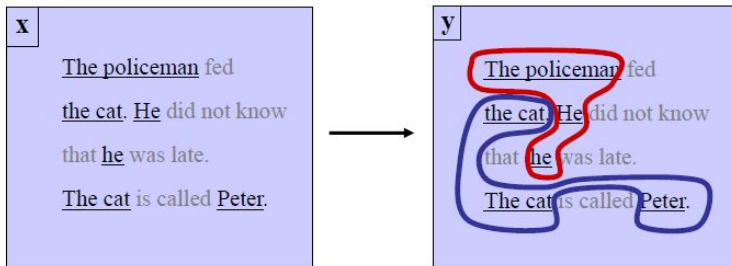 x
The policeman fed
the cat. He did not know
that he was late.
The cat is called Peter.
y
The policeman fed
the cat. He did not know
that he was late.
The cat is called Peter.